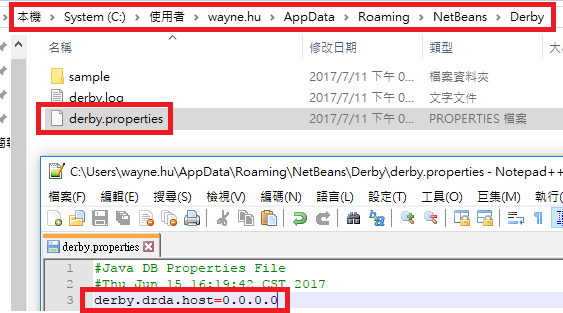 本機 > System (C:) > 使用者 > wayne.hu > AppData > Roaming > NetBeans > Derby >
名稱 修改日期 類型 大小
sample 2017/7/11 下午 0... 檔案資料夾
derby.log 2017/7/11 下午 0... 文字文件
derby.properties 2017/7/11 下午 0... PROPERTIES 檔案
C:\Users\wayne.hu\AppData\Roaming\NetBeans\Derby\derby.properties - Notepad++
檔案(F) 編輯(E) 搜尋(S) 檢視(V) 編碼(N) 語言(L) 設定(T) 工具(O) 巨集(M) 執行(
derby.properties
1 #Java DB Properties File
2 #Thu Jun 15 16:19:42 CST 2017
3 derby.drda.host=0.0.0.0